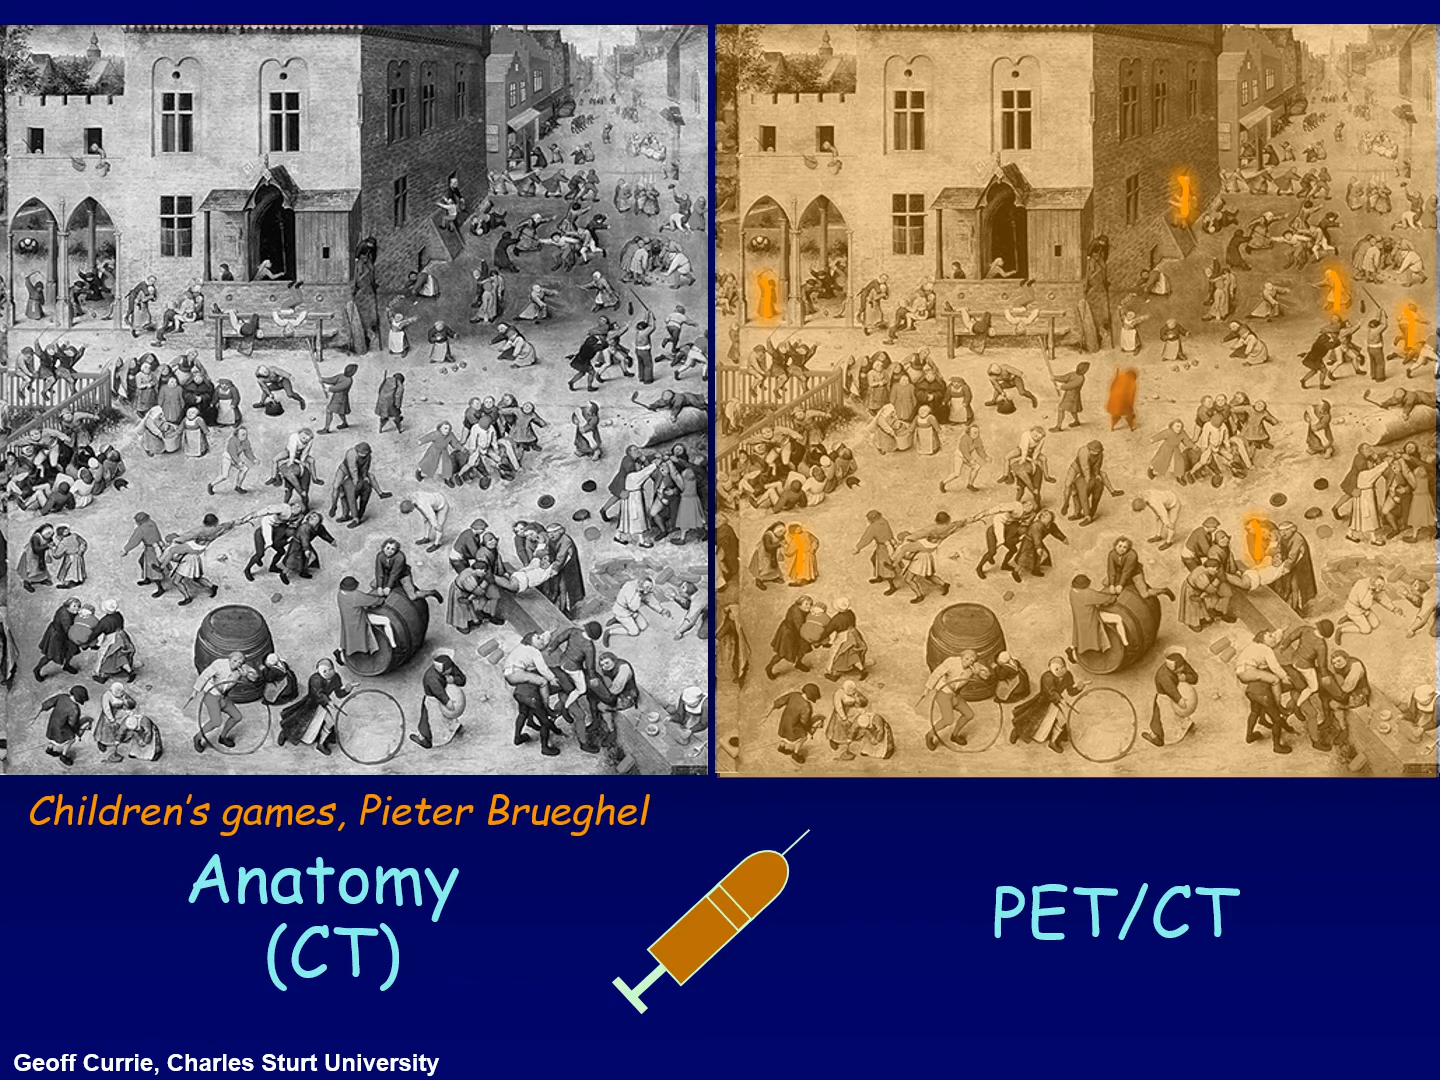 Children's games, Pieter Brueghel
Anatomy
(CT)
PET/CT
Geoff Currie, Charles Sturt University